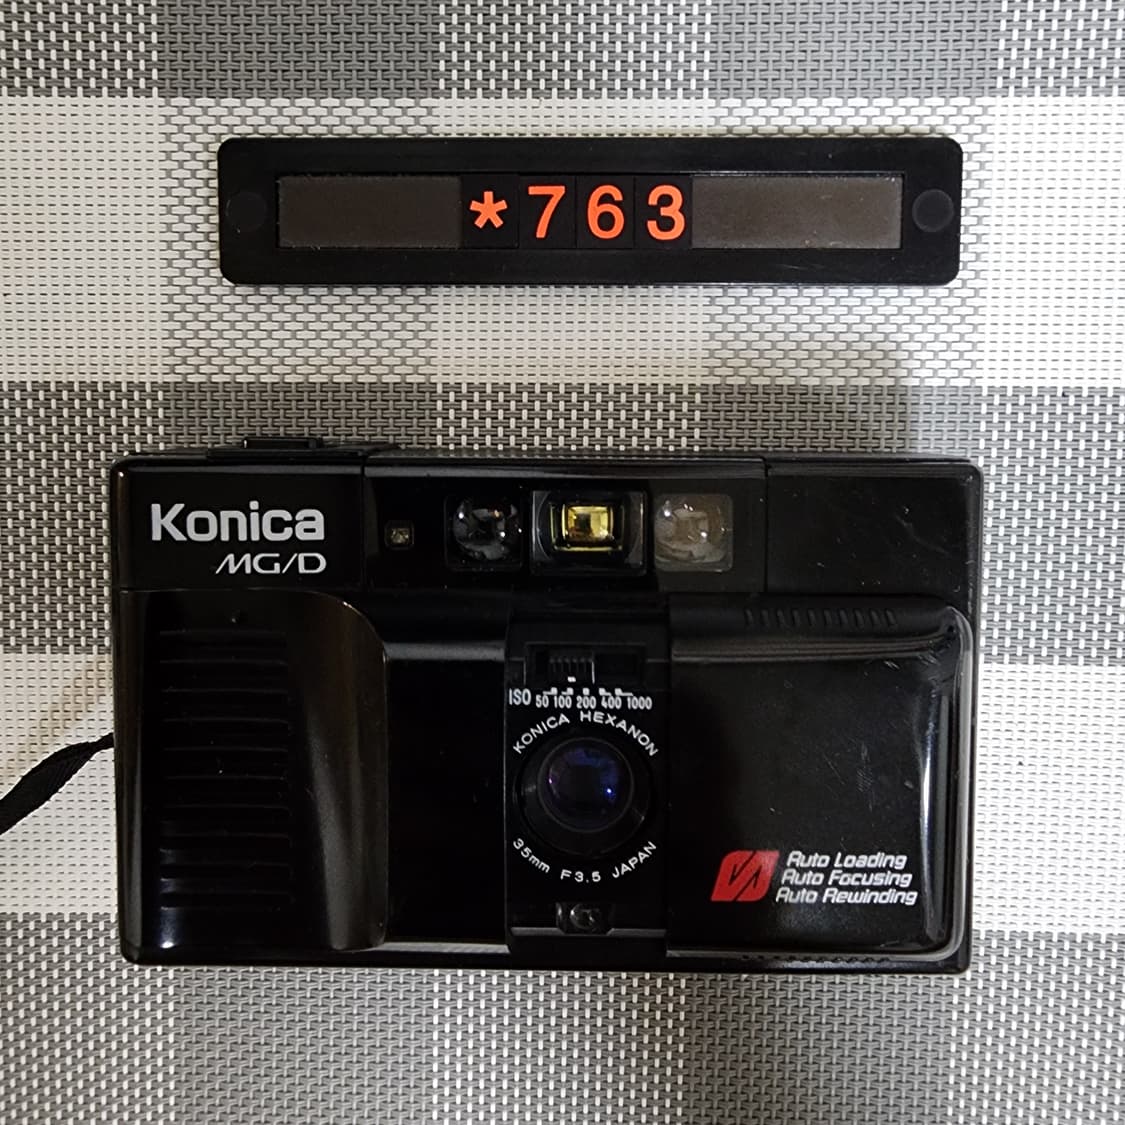 *763
Konica
MG/D
ISO 50 100 200 400 1000
KONICA HEXANON
35mm F3.5 JAPAN
Auto Loading
Auto Focusing
Auto Rewinding